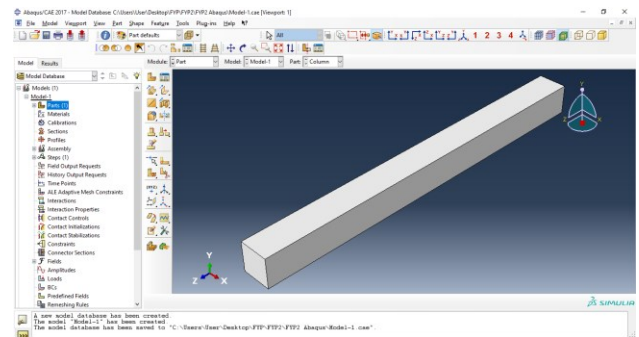 Abaqus/CAE 2017 - Model Database: C:\Users\User\Desktop\FYP\FYP2\FYP2 Abaqus\Model-1.cae [Viewport: 1]
File Model Viewport View Part Shape Feature Tools Plug-ins Help
Part defaults
All
1 2 3 4
Model Results
Module: Part Model: Model-1 Part: Column
Model Database
Models (1)
Model-1
Parts (1)
Materials
Calibrations
Sections
Profiles
Assembly
Steps (1)
Field Output Requests
History Output Requests
Time Points
ALE Adaptive Mesh Constraints
Interactions
Interaction Properties
Contact Controls
Contact Initializations
Contact Stabilizations
Constraints
Connector Sections
Fields
Amplitudes
Loads
BCs
Predefined Fields
Remeshing Rules
Y
Z X
Y
Z X
SIMULIA
A new model database has been created.
The model "Model-1" has been created.
The model database has been saved to "C:\Users\User\Desktop\FYP\FYP2\FYP2 Abaqus\Model-1.cae".